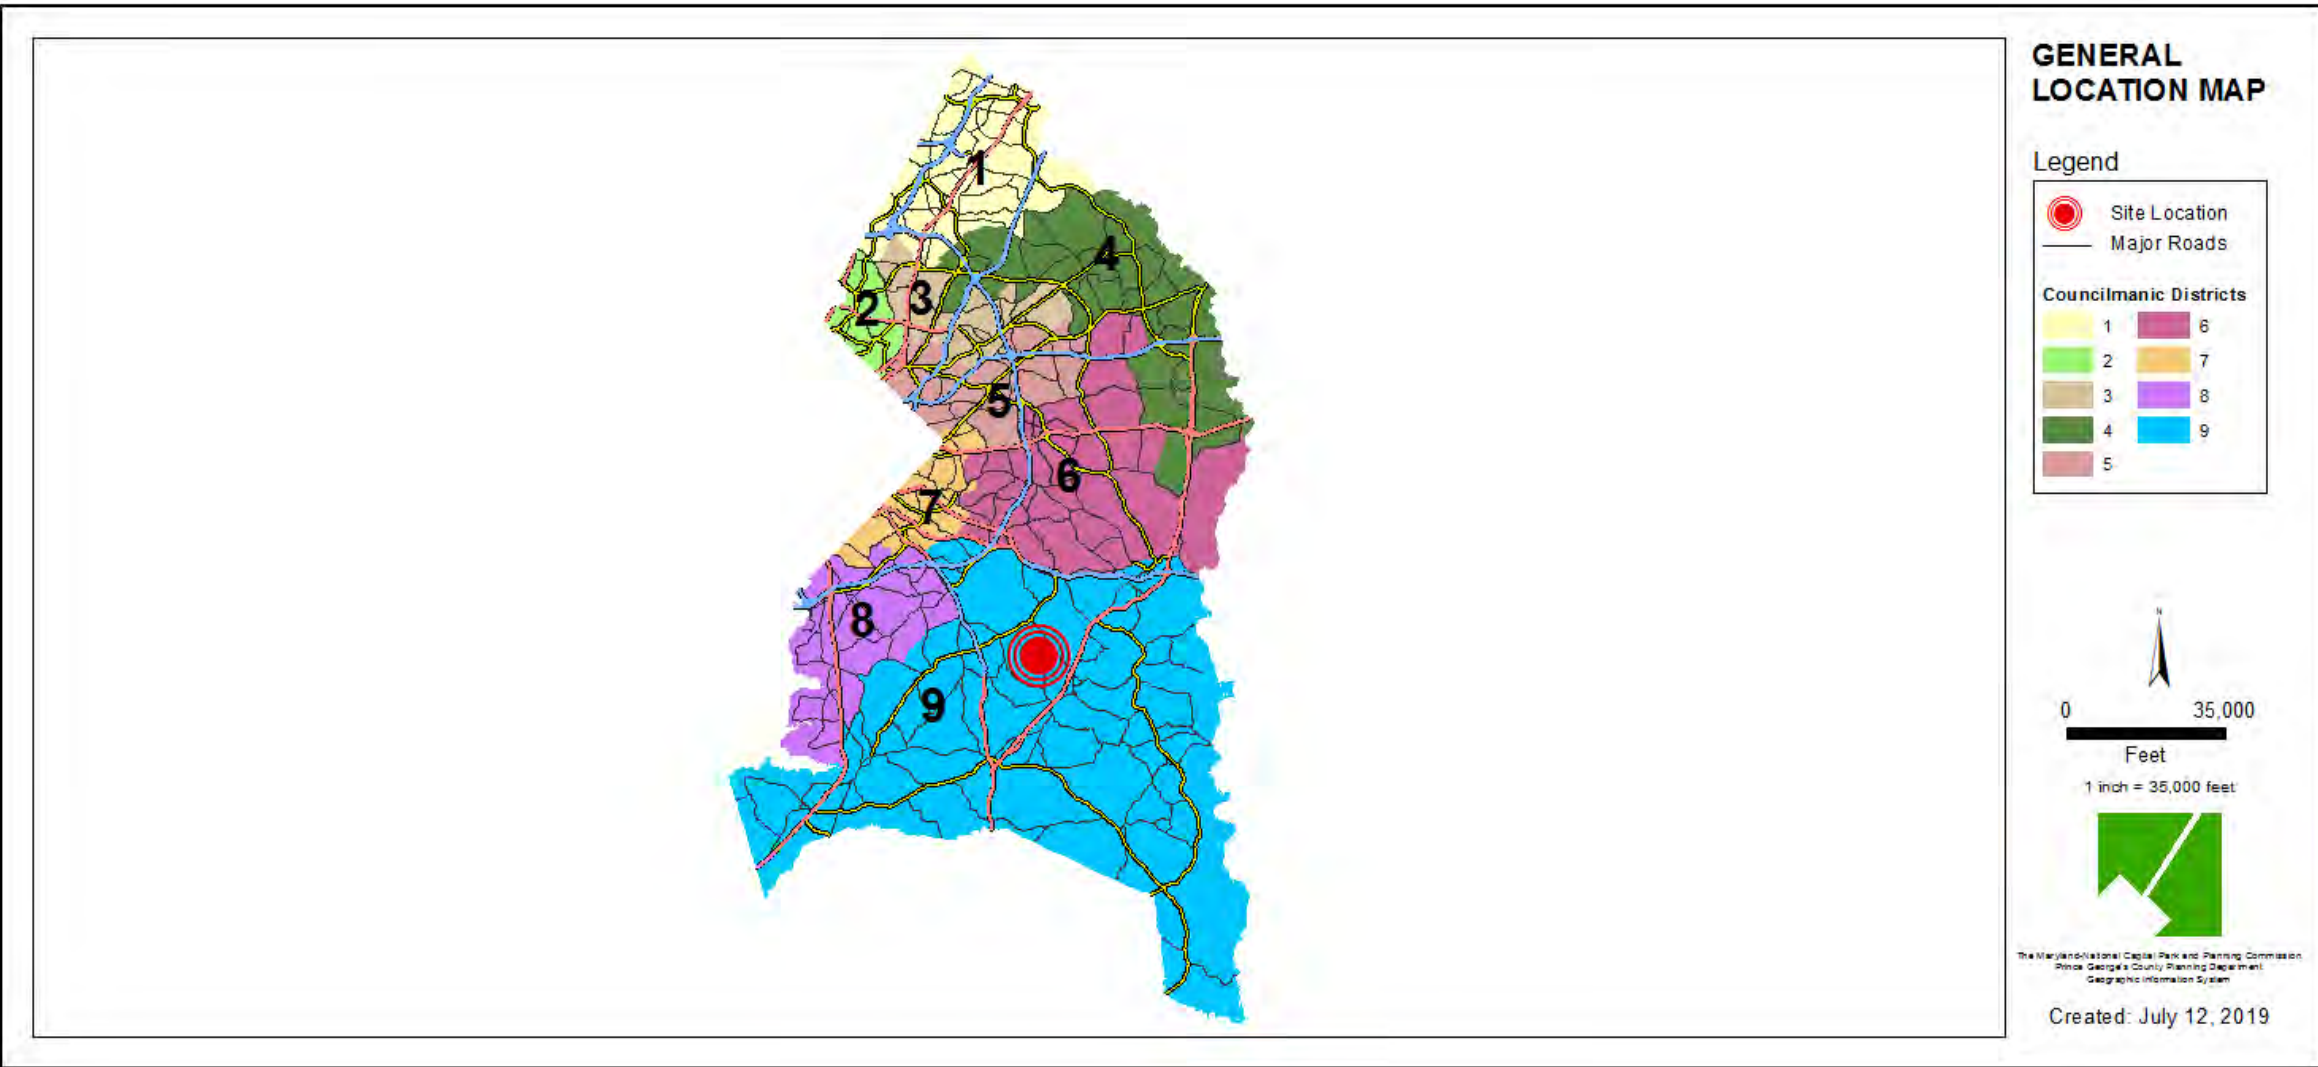 GENERAL
LOCATION MAP
Legend
Site Location
Major Roads
Councilmanic Districts
1 6
2 7
3 8
4 9
5
1
4
2
3
5
6
7
8
9
N
0 35,000
Feet
1 inch = 35,000 feet
The Maryland-National Capital Park and Planning Commission
Prince George's County Planning Department
Geographic Information System
Created: July 12, 2019